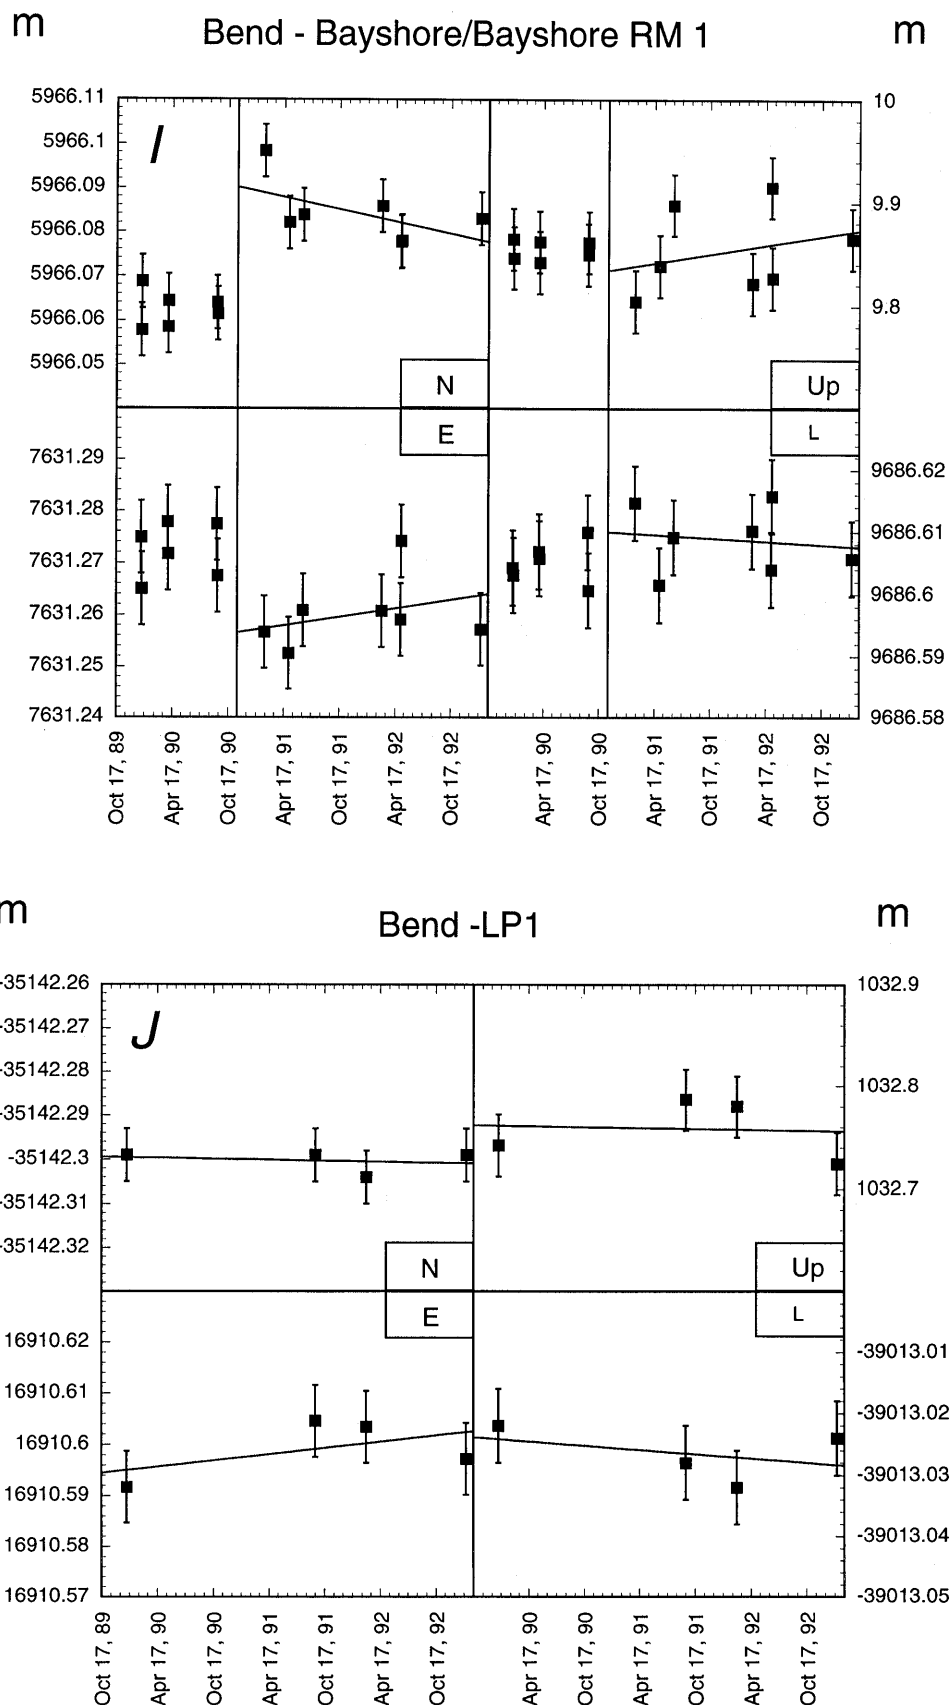 m
Bend - Bayshore/Bayshore RM 1
m
I
5966.11
5966.1
5966.09
5966.08
5966.07
5966.06
5966.05
10
9.9
9.8
N
Up
E
L
7631.29
7631.28
7631.27
7631.26
7631.25
7631.24
9686.62
9686.61
9686.6
9686.59
9686.58
Oct 17, 89
Apr 17, 90
Oct 17, 90
Apr 17, 91
Oct 17, 91
Apr 17, 92
Oct 17, 92
Apr 17, 90
Oct 17, 90
Apr 17, 91
Oct 17, 91
Apr 17, 92
Oct 17, 92
m
Bend -LP1
m
J
-35142.26
-35142.27
-35142.28
-35142.29
-35142.3
-35142.31
-35142.32
1032.9
1032.8
1032.7
N
Up
E
L
16910.62
16910.61
16910.6
16910.59
16910.58
16910.57
-39013.01
-39013.02
-39013.03
-39013.04
-39013.05
Oct 17, 89
Apr 17, 90
Oct 17, 90
Apr 17, 91
Oct 17, 91
Apr 17, 92
Oct 17, 92
Apr 17, 90
Oct 17, 90
Apr 17, 91
Oct 17, 91
Apr 17, 92
Oct 17, 92